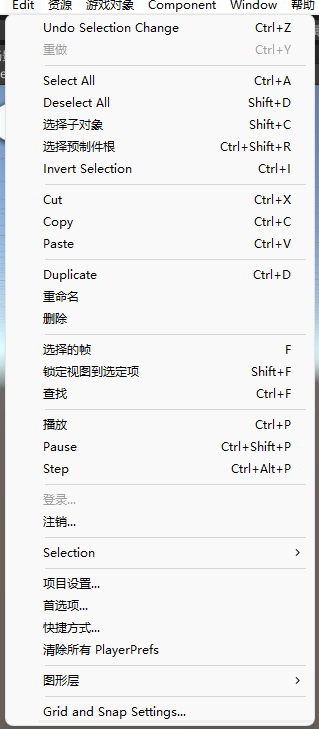 Edit 资源 游戏对象 Component Window 帮助
Undo Selection Change Ctrl+Z
重做 Ctrl+Y
Select All Ctrl+A
Deselect All Shift+D
选择子对象 Shift+C
选择预制件根 Ctrl+Shift+R
Invert Selection Ctrl+I
Cut Ctrl+X
Copy Ctrl+C
Paste Ctrl+V
Duplicate Ctrl+D
重命名
删除
选择的帧 F
锁定视图到选定项 Shift+F
查找 Ctrl+F
播放 Ctrl+P
Pause Ctrl+Shift+P
Step Ctrl+Alt+P
登录...
注销...
Selection
项目设置...
首选项...
快捷方式...
清除所有 PlayerPrefs
图形层
Grid and Snap Settings...